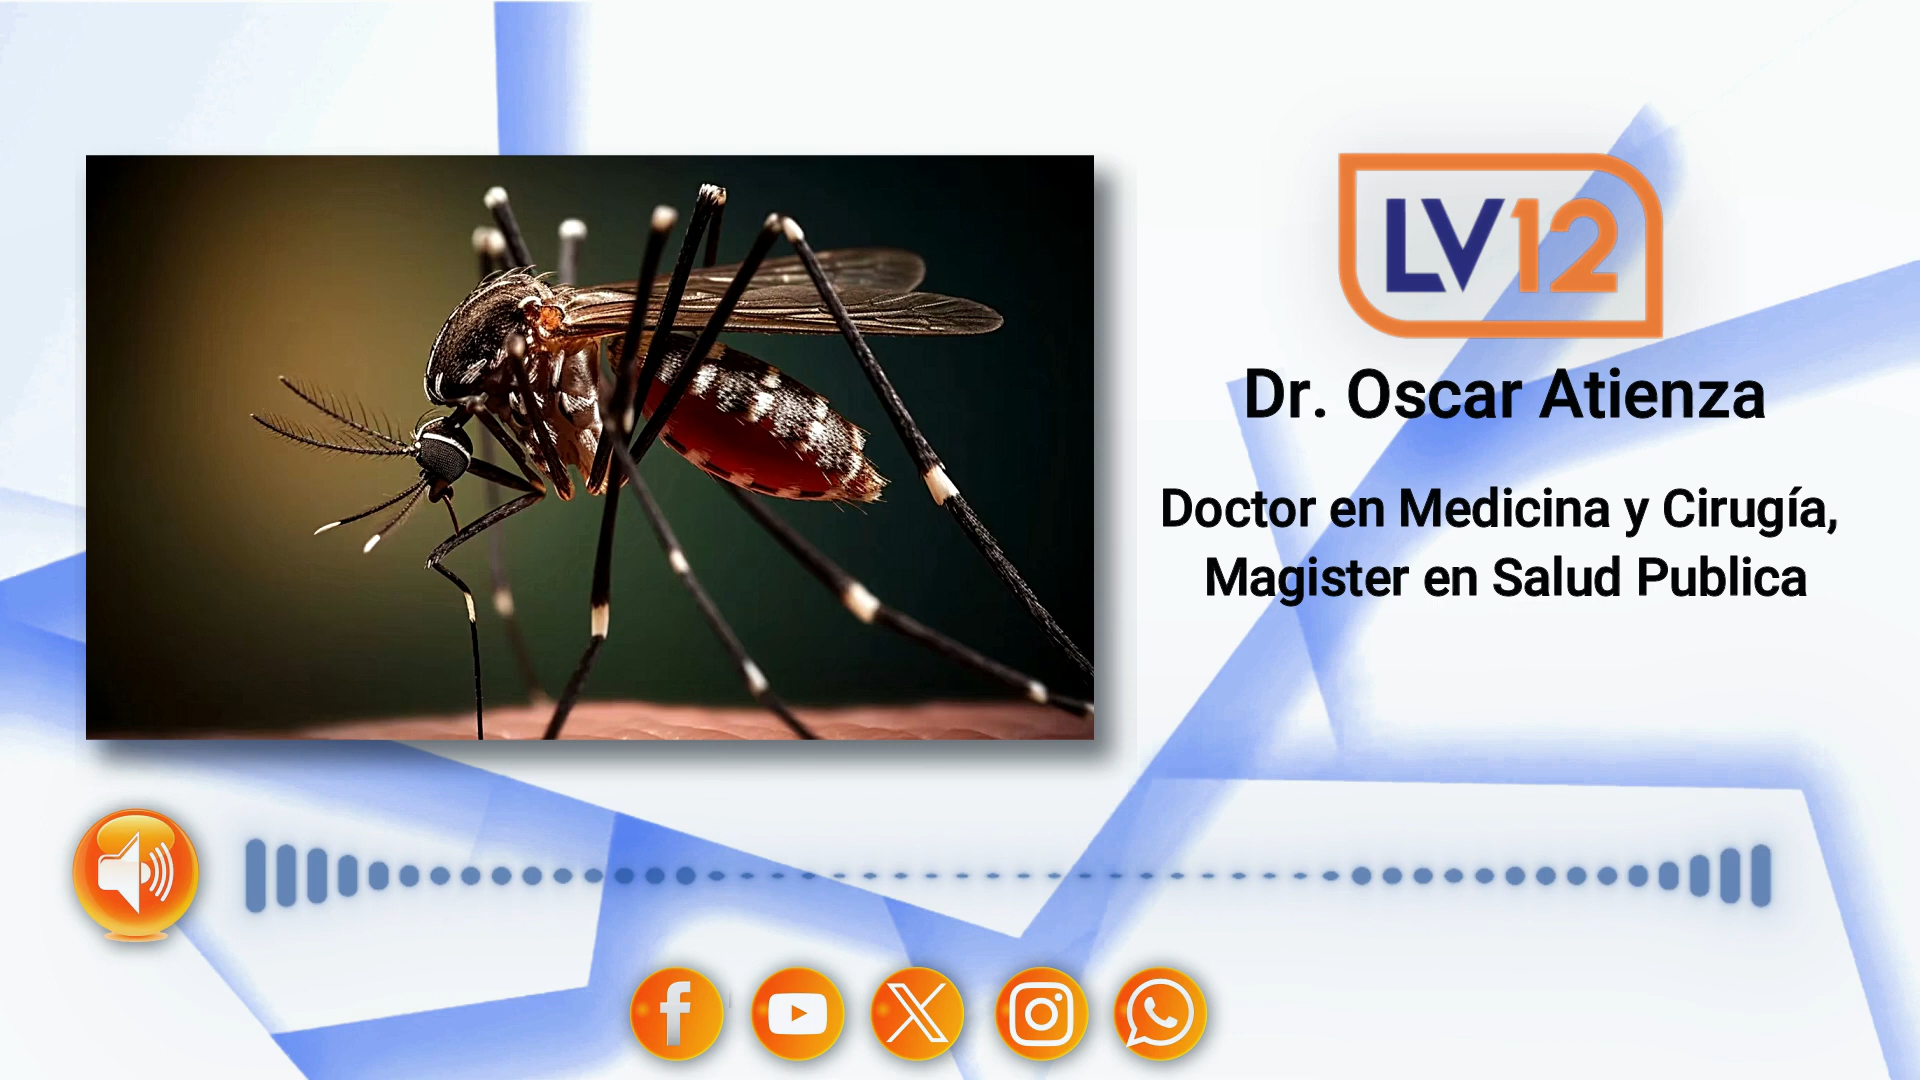 LV12
Dr. Oscar Atienza
Doctor en Medicina y Cirugía,
Magister en Salud Publica